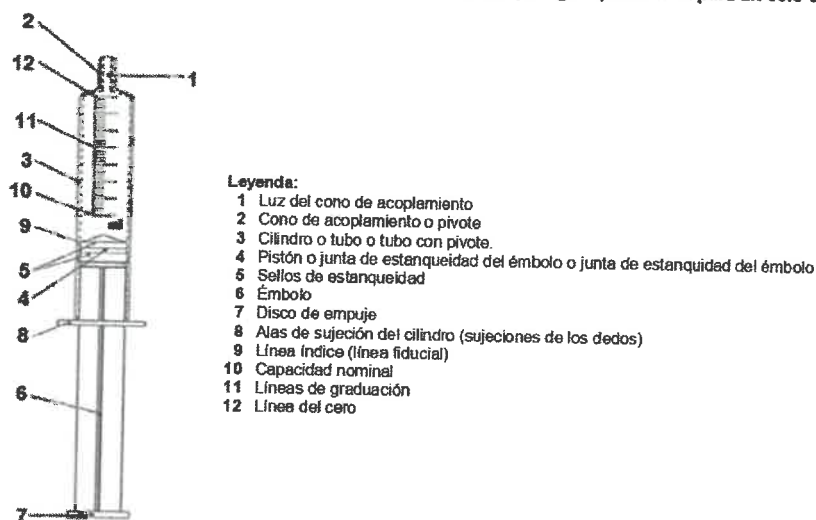 2
12
1
11
3
10
9
5
4
8
6
7
Leyenda:
1 Luz del cono de acoplamiento
2 Cono de acoplamiento o pivote
3 Cilindro o tubo o tubo con pivote.
4 Pistón o junta de estanqueidad del émbolo o junta de estanquidad del émbolo
5 Sellos de estanqueidad
6 Émbolo
7 Disco de empuje
8 Alas de sujeción del cilindro (sujeciones de los dedos)
9 Línea índice (línea fiducial)
10 Capacidad nominal
11 Líneas de graduación
12 Línea del cero